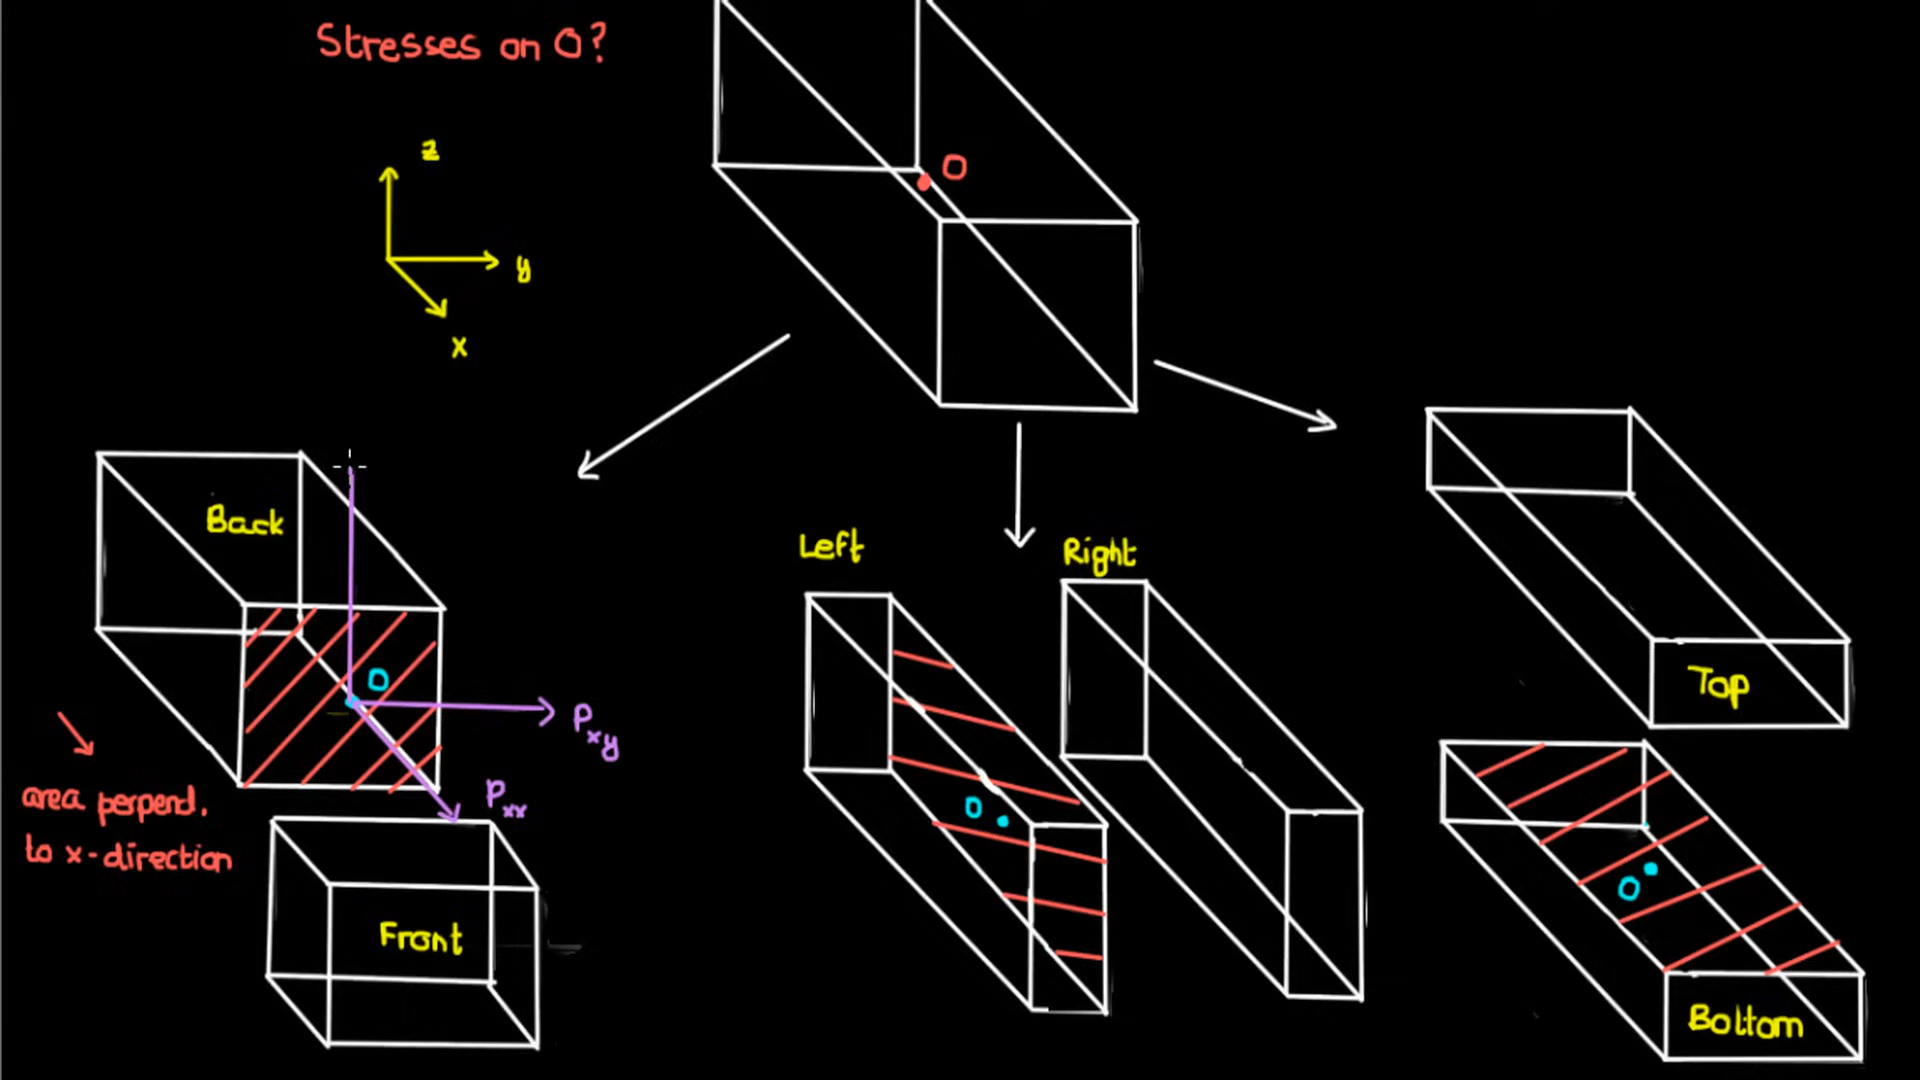 Stresses on O?
z
y
x
O
Back
O
Pxy
Pxx
area perpend.
to x-direction
Front
Left
Right
O
Top
O
Bottom